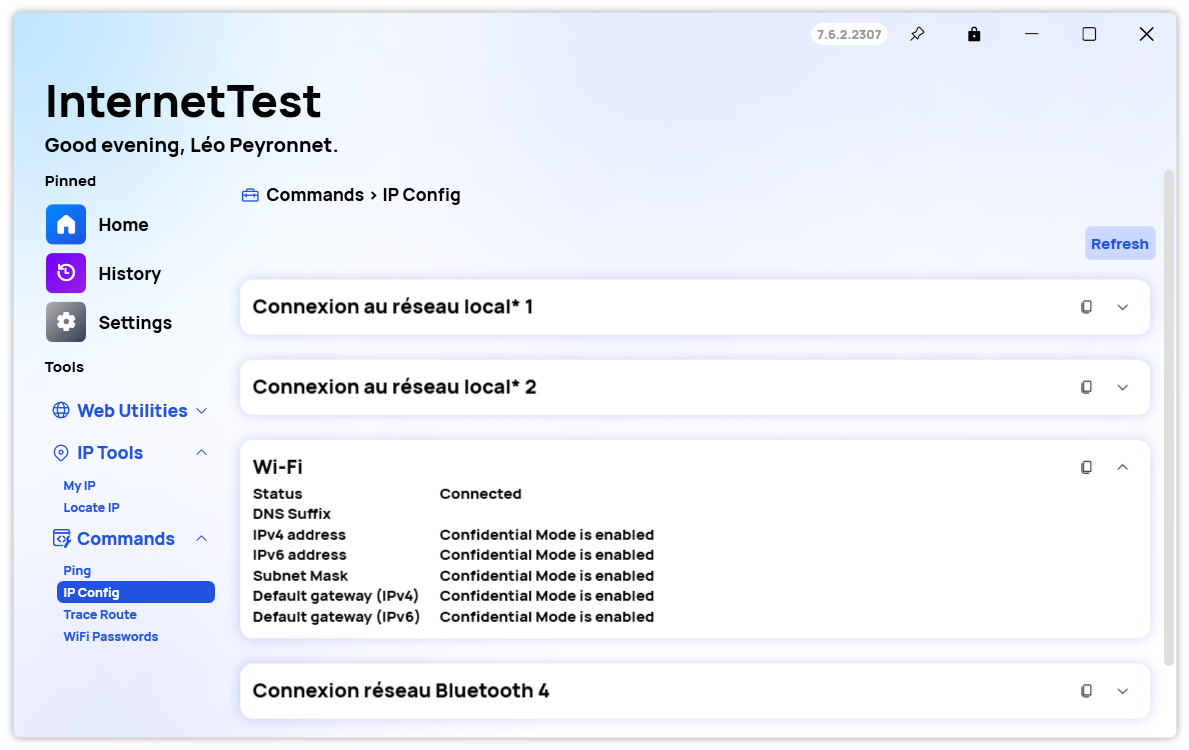 7.6.2.2307
InternetTest
Good evening, Léo Peyronnet.
Pinned
Home
History
Settings
Tools
Web Utilities
IP Tools
My IP
Locate IP
Commands
Ping
IP Config
Trace Route
WiFi Passwords
Commands › IP Config
Refresh
Connexion au réseau local* 1
Connexion au réseau local* 2
Wi-Fi
Status Connected
DNS Suffix
IPv4 address Confidential Mode is enabled
IPv6 address Confidential Mode is enabled
Subnet Mask Confidential Mode is enabled
Default gateway (IPv4) Confidential Mode is enabled
Default gateway (IPv6) Confidential Mode is enabled
Connexion réseau Bluetooth 4